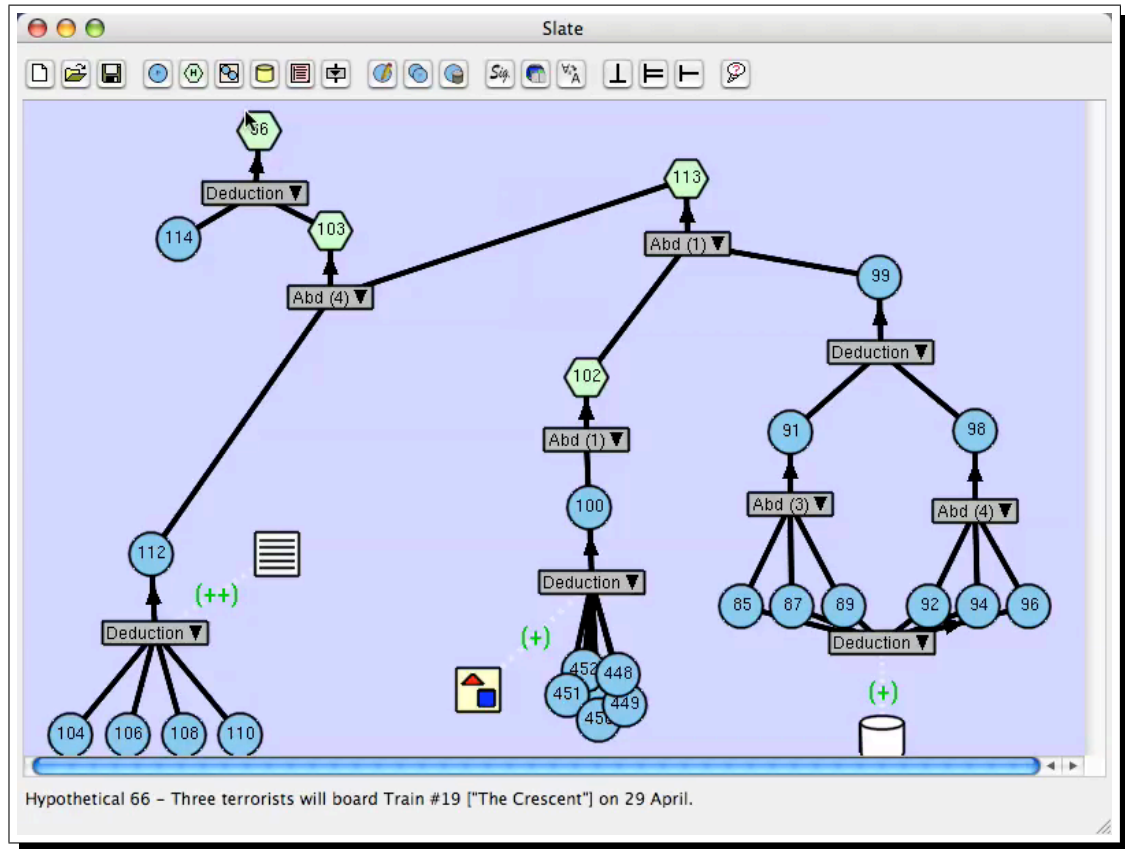 Slate
H
Sig.
66
113
Deduction ▼
114
103
Abd (1) ▼
99
Abd (4) ▼
Deduction ▼
102
91
98
Abd (1) ▼
100
Abd (3) ▼
Abd (4) ▼
112
(++)
Deduction ▼
85
87
89
92
94
96
Deduction ▼
(+)
Deduction ▼
452
448
451
449
(+)
104
106
108
110
Hypothetical 66 – Three terrorists will board Train #19 ["The Crescent"] on 29 April.